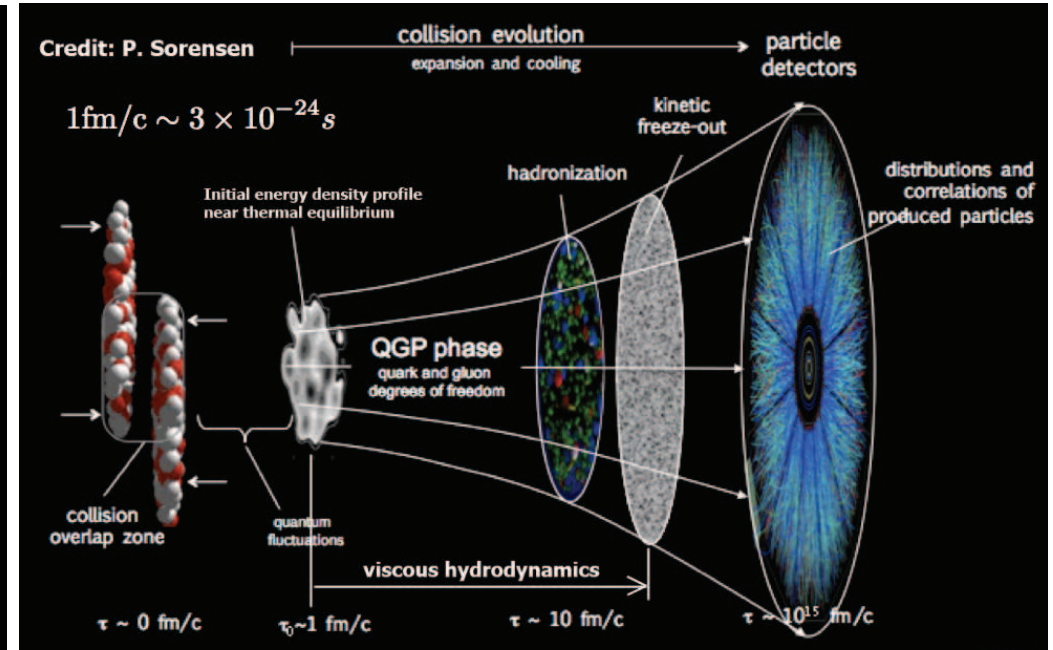 Credit: P. Sorensen
collision evolution
expansion and cooling
particle
detectors
1fm/c ∼ 3 × 10⁻²⁴s
kinetic
freeze-out
hadronization
distributions and
correlations of
produced particles
Initial energy density profile
near thermal equilibrium
QGP phase
quark and gluon
degrees of freedom
collision
overlap zone
quantum
fluctuations
viscous hydrodynamics
τ ~ 0 fm/c
τ₀~1 fm/c
τ ~ 10 fm/c
τ ~ 10¹⁵ fm/c